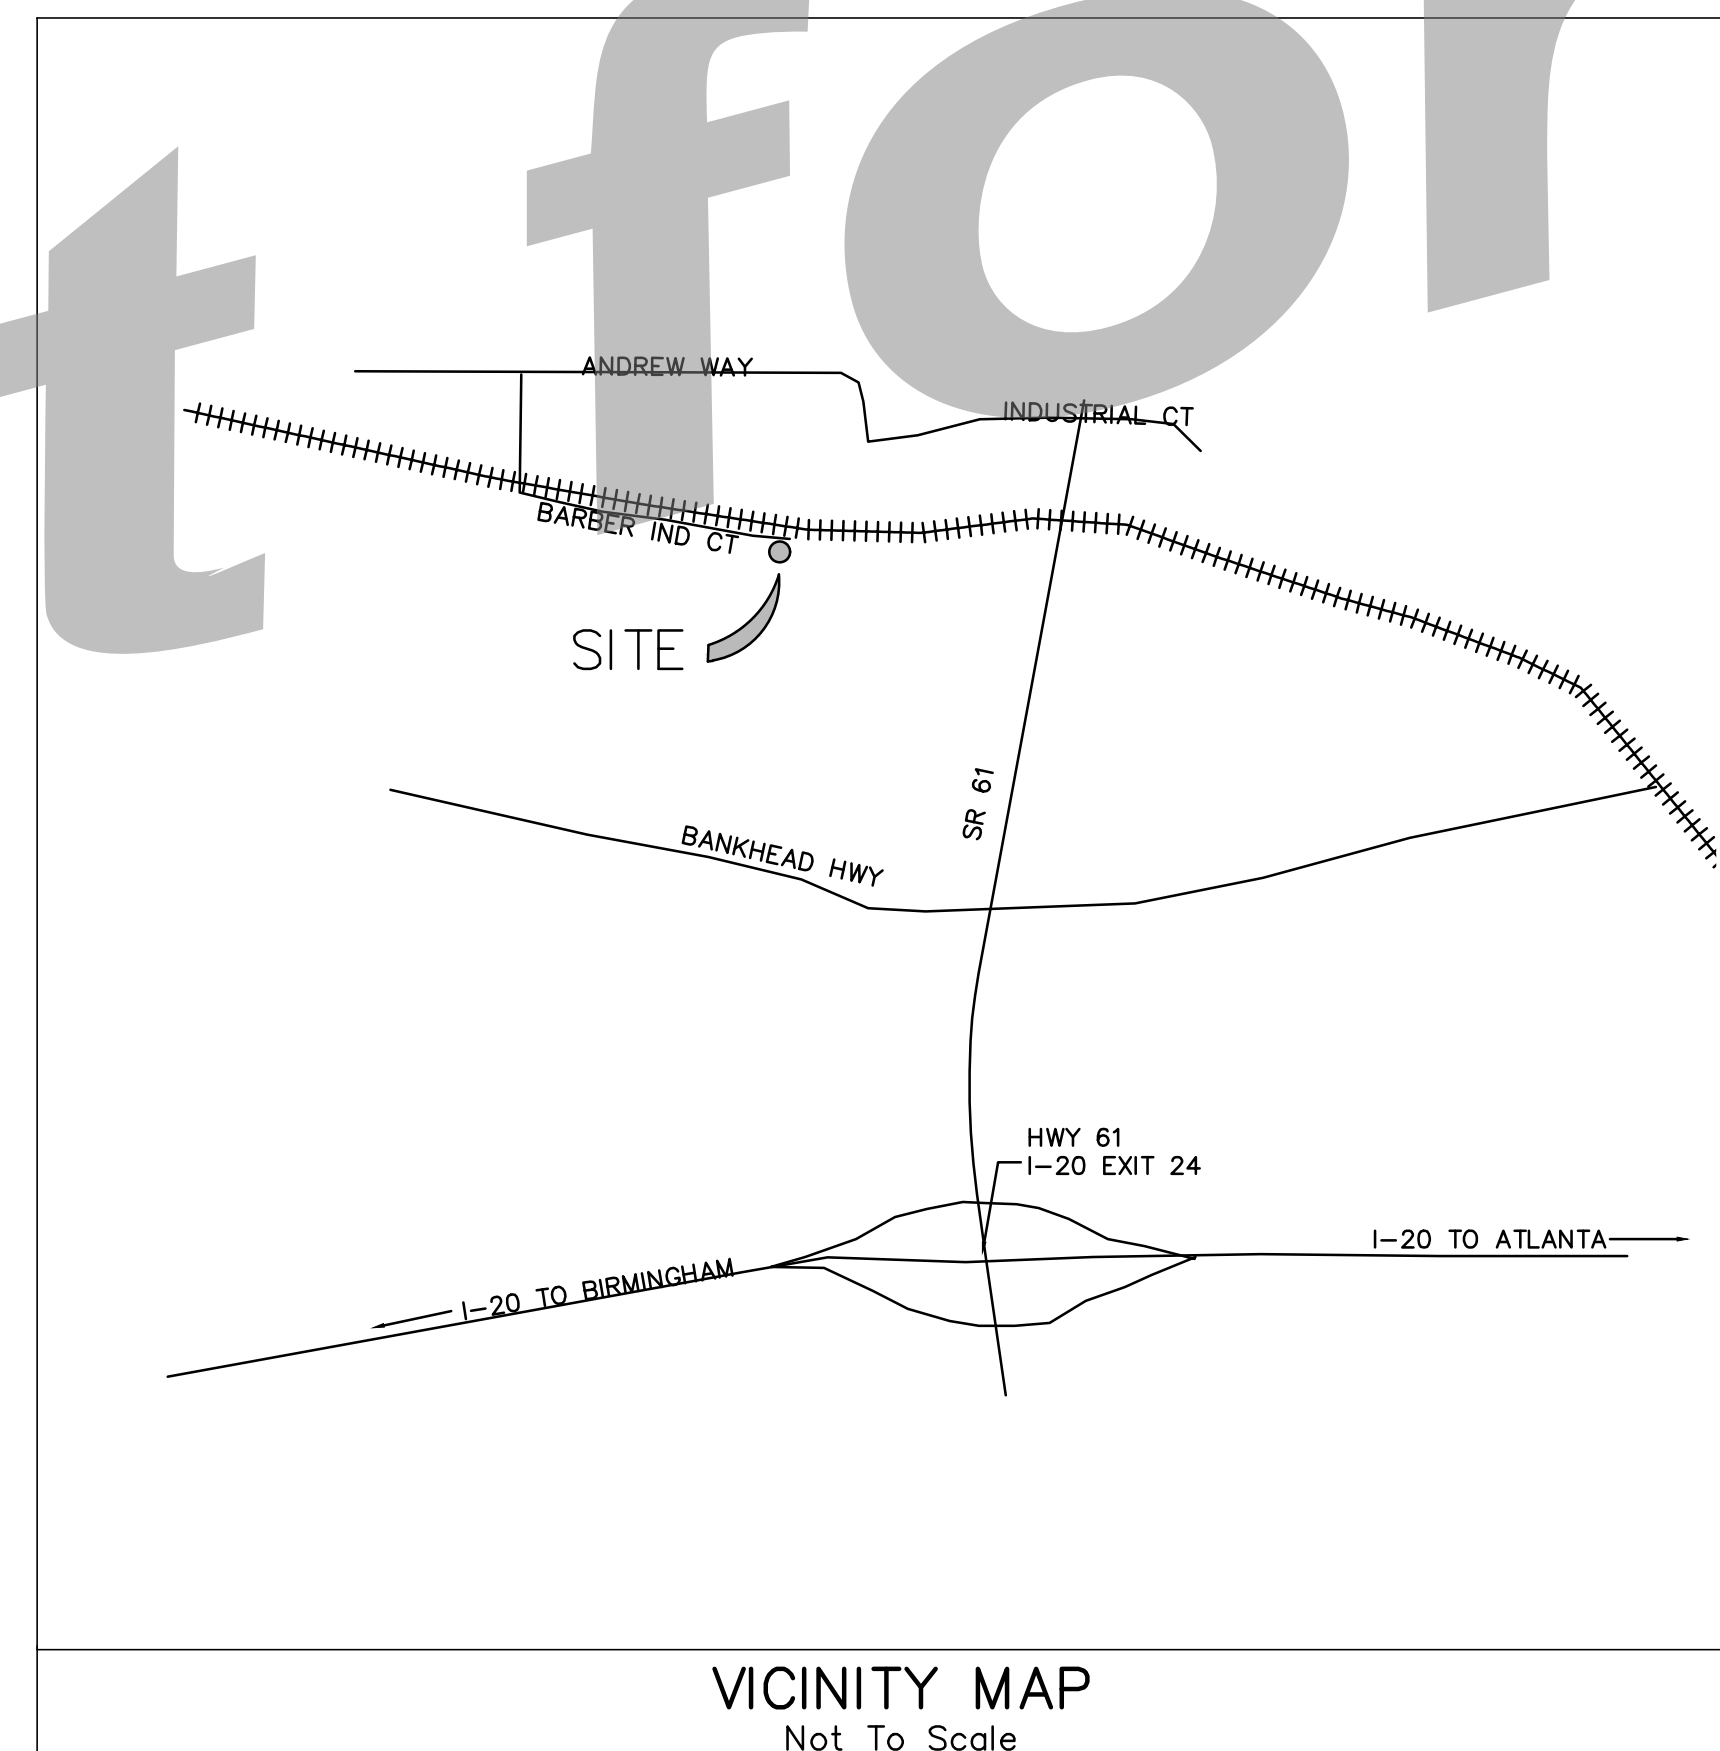 t for
ANDREW WAY
INDUSTRIAL CT
BARBER IND CT
SITE
SR 61
BANKHEAD HWY
HWY 61
I-20 EXIT 24
I-20 TO ATLANTA
I-20 TO BIRMINGHAM
VICINITY MAP
Not To Scale